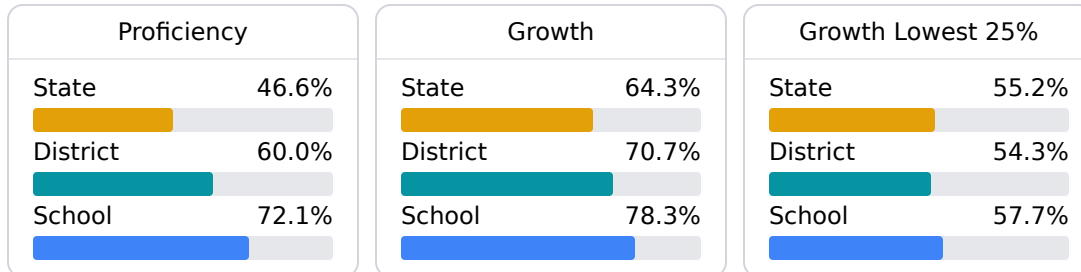 Proficiency
State 46.6%
District 60.0%
School 72.1%
Growth
State 64.3%
District 70.7%
School 78.3%
Growth Lowest 25%
State 55.2%
District 54.3%
School 57.7%